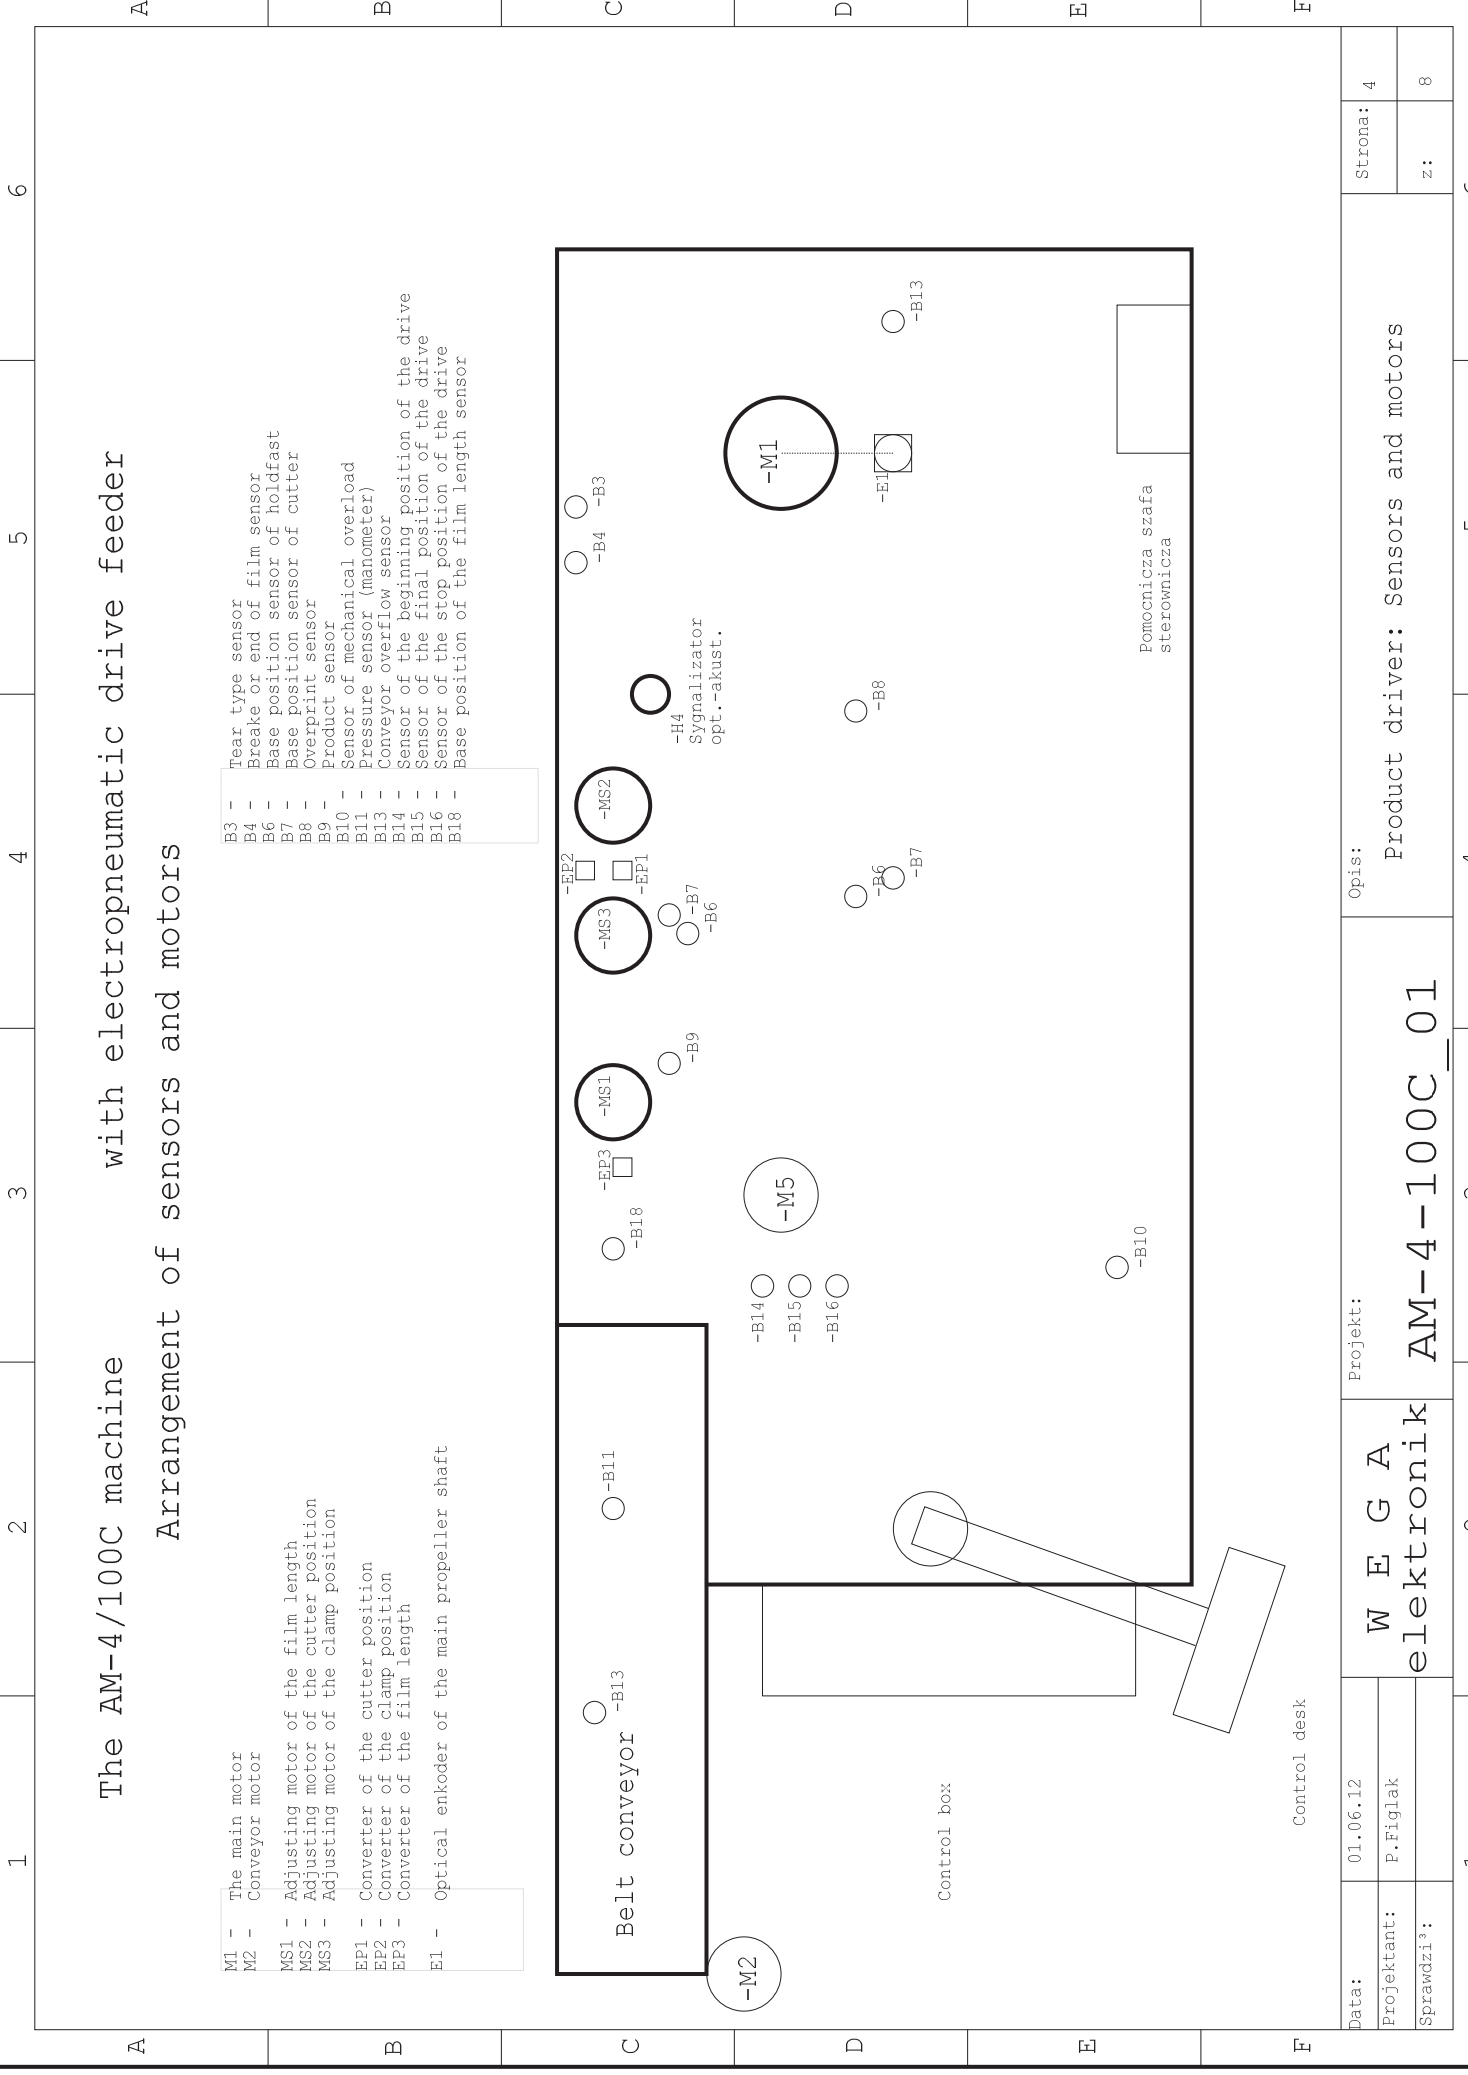 1 2 3 4 5 6
A
A
B
B
C
C
D
D
E
E
F
F
The AM-4/100C machine with electropneumatic drive feeder
Arrangement of sensors and motors
M1 - The main motor
M2 - Conveyor motor
MS1 - Adjusting motor of the film length
MS2 - Adjusting motor of the cutter position
MS3 - Adjusting motor of the clamp position
EP1 - Converter of the cutter position
EP2 - Converter of the clamp position
EP3 - Converter of the film length
E1 - Optical enkoder of the main propeller shaft
B3 - Tear type sensor
B4 - Breake or end of film sensor
B6 - Base position sensor of holdfast
B7 - Base position sensor of cutter
B8 - Overprint sensor
B9 - Product sensor
B10 - Sensor of mechanical overload
B11 - Pressure sensor (manometer)
B13 - Conveyor overflow sensor
B14 - Sensor of the beginning position of the drive
B15 - Sensor of the final position of the drive
B16 - Sensor of the stop position of the drive
B18 - Base position of the film length sensor
-EP2
-B3
-B4
-MS1
-MS3
-MS2
-EP3
-EP1
-B11
-B13
Belt conveyor
-B18
-B9
-B7
-B6
-H4
Sygnalizator
opt.-akust.
-M2
-B14
-B15
-B16
-M5
-M1
-E1
-B6
-B8
-B7
-B13
Control box
-B10
Pomocnicza szafa
sterownicza
Control desk
Data: 01.06.12
Projektant: P.Figlak
Sprawdzi³:
W E G A
elektronik
Projekt:
AM-4-100C_01
Opis:
Product driver: Sensors and motors
Strona: 4
z: 8